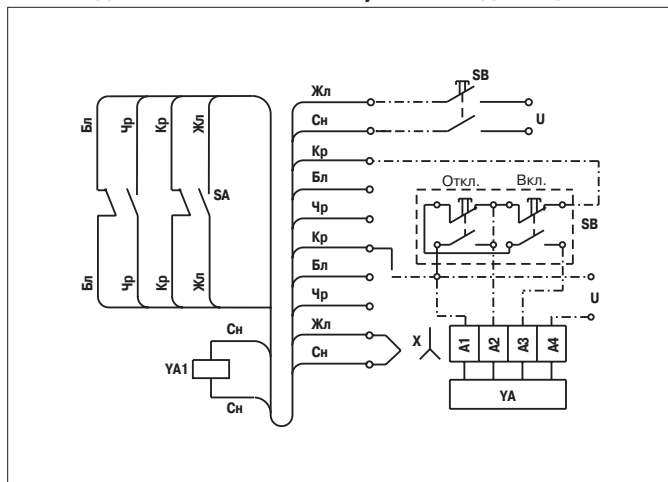 Жл
SB
Сн
U
Кр
Бл
Чр
Кр
Жл
Бл
Откл.
Вкл.
SA
Чр
SB
Кр
Бл
Бл
Чр
Кр
Жл
Чр
U
Сн
Жл
X
A1
A2
A3
A4
YA1
Сн
YA
Сн